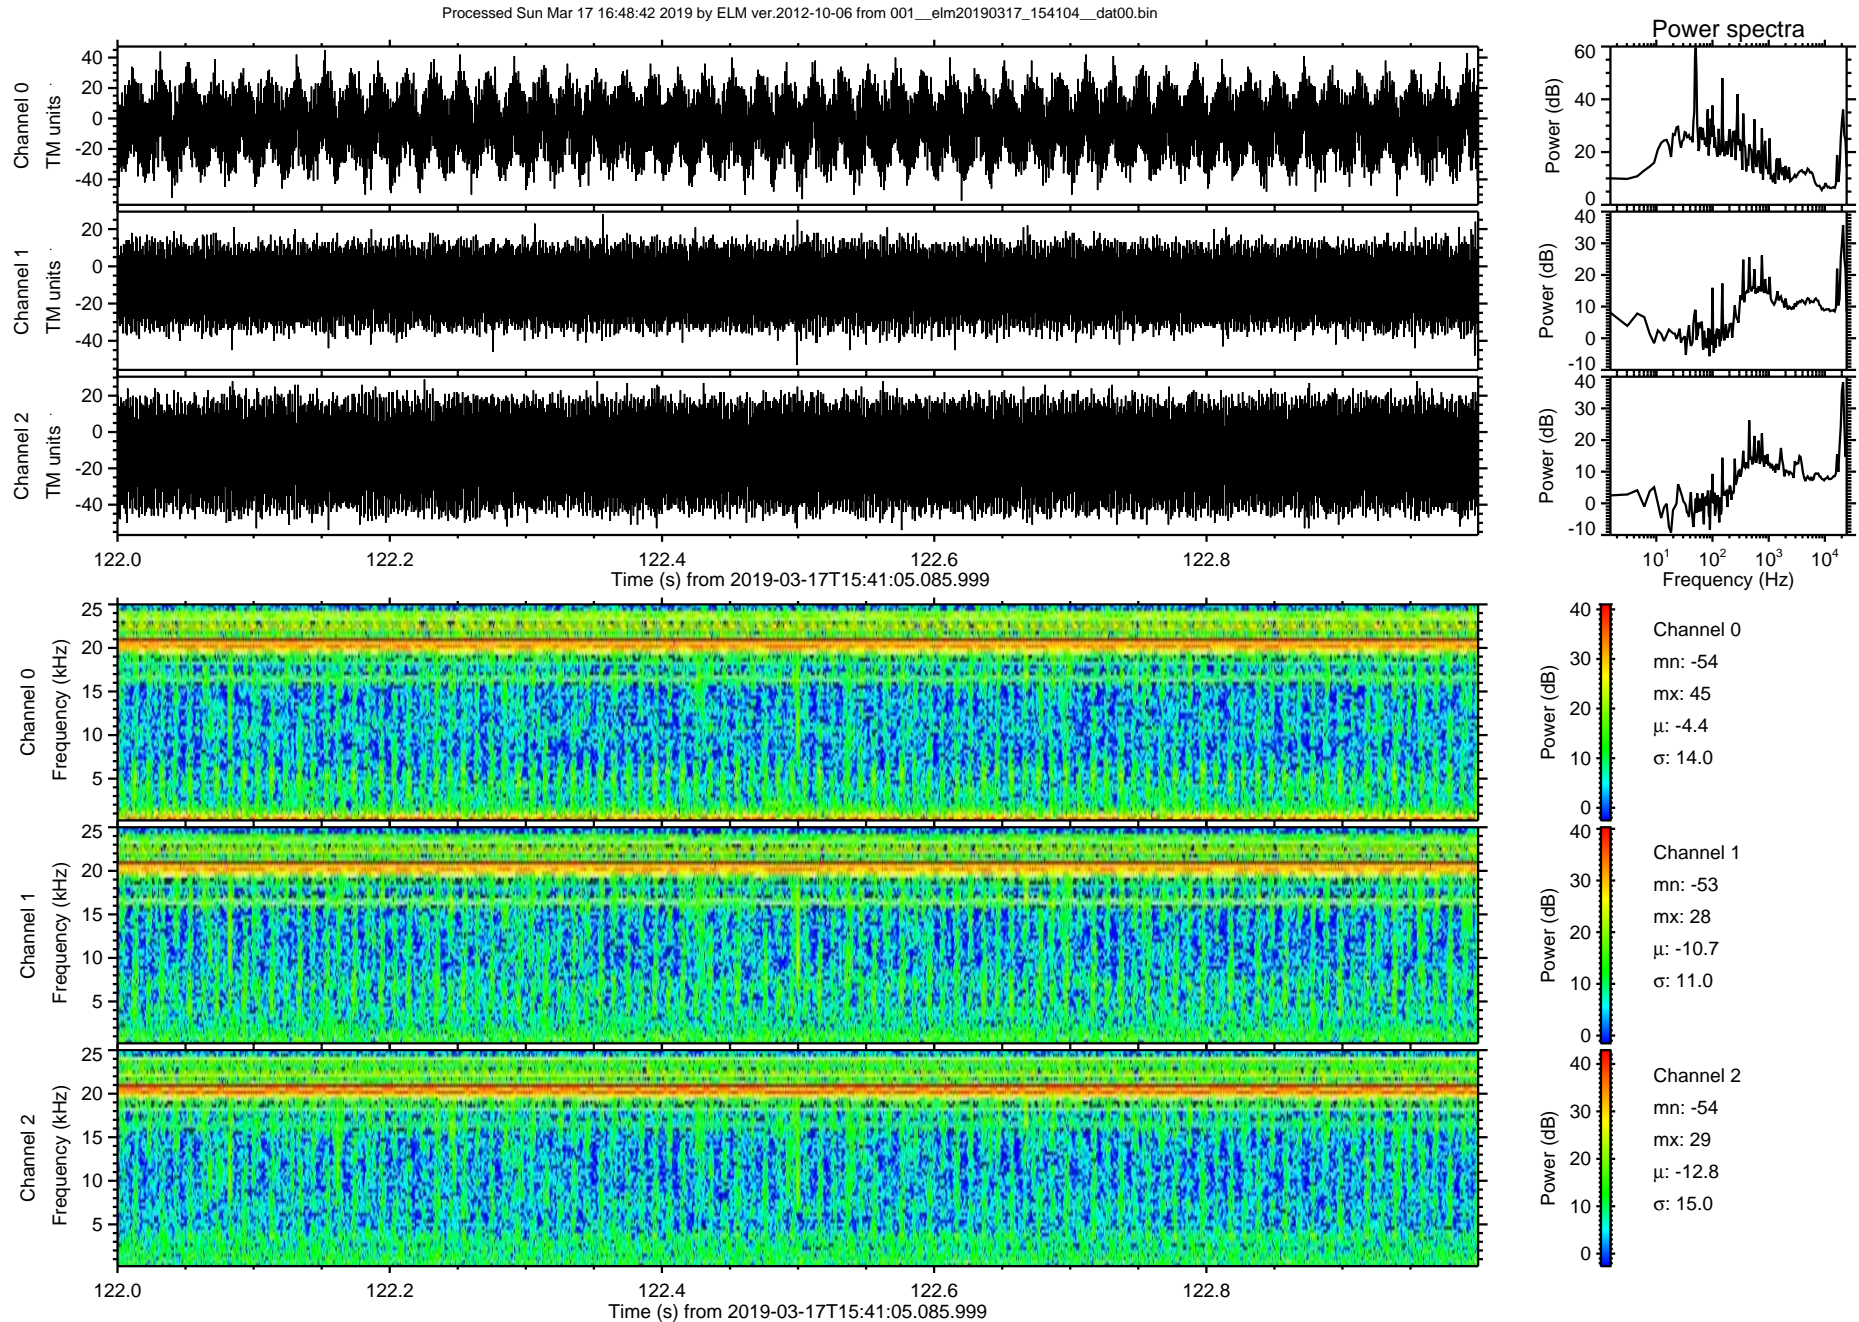 Processed Sun Mar 17 16:48:42 2019 by ELM ver.2012-10-06 from 001__elm20190317_154104__dat00.bin
Power spectra
Channel 0
TM units
40
20
0
-20
-40
Power (dB)
60
40
20
0
Channel 1
TM units
20
0
-20
-40
Power (dB)
40
30
20
10
0
-10
Channel 2
TM units
20
0
-20
-40
Power (dB)
40
30
20
10
0
-10
122.0 122.2 122.4 122.6 122.8
Time (s) from 2019-03-17T15:41:05.085.999
10¹ 10² 10³ 10⁴
Frequency (Hz)
Channel 0
Frequency (kHz)
25
20
15
10
5
Power (dB)
40
30
20
10
0
Channel 0
mn: -54
mx: 45
μ: -4.4
σ: 14.0
Channel 1
Frequency (kHz)
25
20
15
10
5
Power (dB)
40
30
20
10
0
Channel 1
mn: -53
mx: 28
μ: -10.7
σ: 11.0
Channel 2
Frequency (kHz)
25
20
15
10
5
Power (dB)
40
30
20
10
0
Channel 2
mn: -54
mx: 29
μ: -12.8
σ: 15.0
122.0 122.2 122.4 122.6 122.8
Time (s) from 2019-03-17T15:41:05.085.999